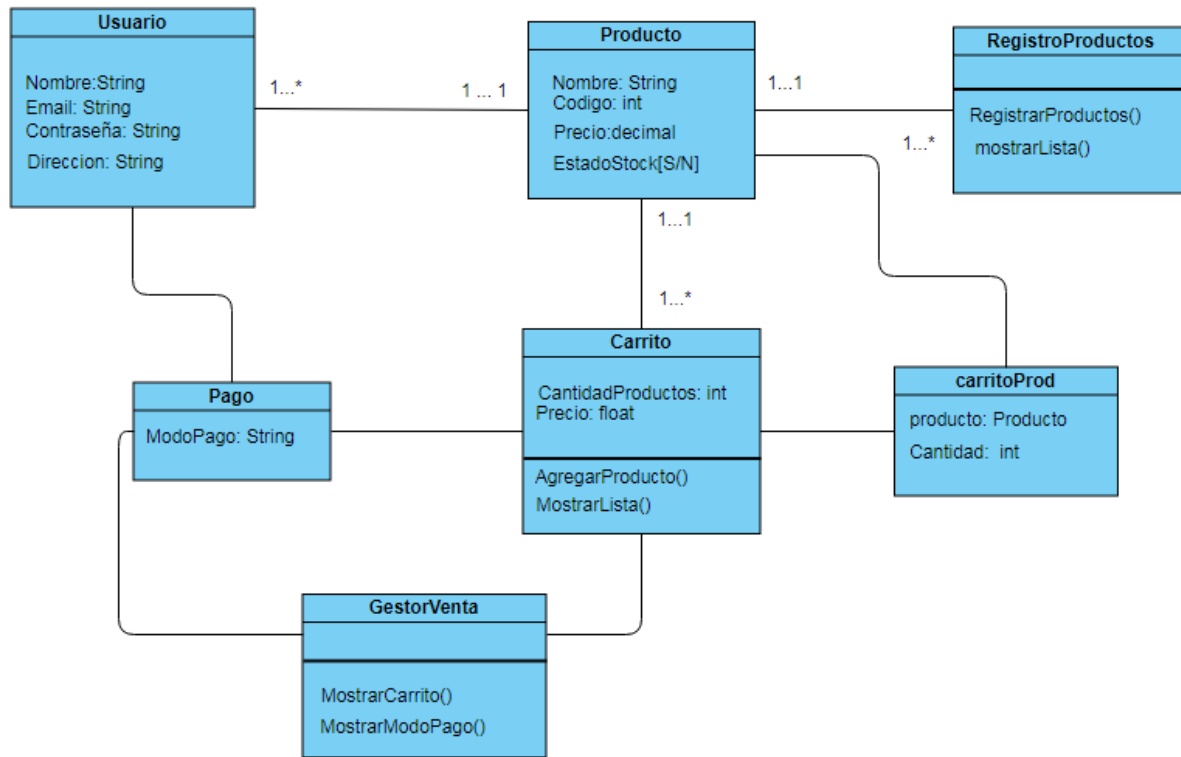 Usuario
Nombre:String
Email: String
Contraseña: String
Direccion: String
1...*
1 ... 1
Producto
Nombre: String
Codigo: int
Precio:decimal
EstadoStock[S/N]
1...1
1...*
RegistroProductos
RegistrarProductos()
mostrarLista()
1...1
1...*
Pago
ModoPago: String
Carrito
CantidadProductos: int
Precio: float
AgregarProducto()
MostrarLista()
carritoProd
producto: Producto
Cantidad: int
GestorVenta
MostrarCarrito()
MostrarModoPago()